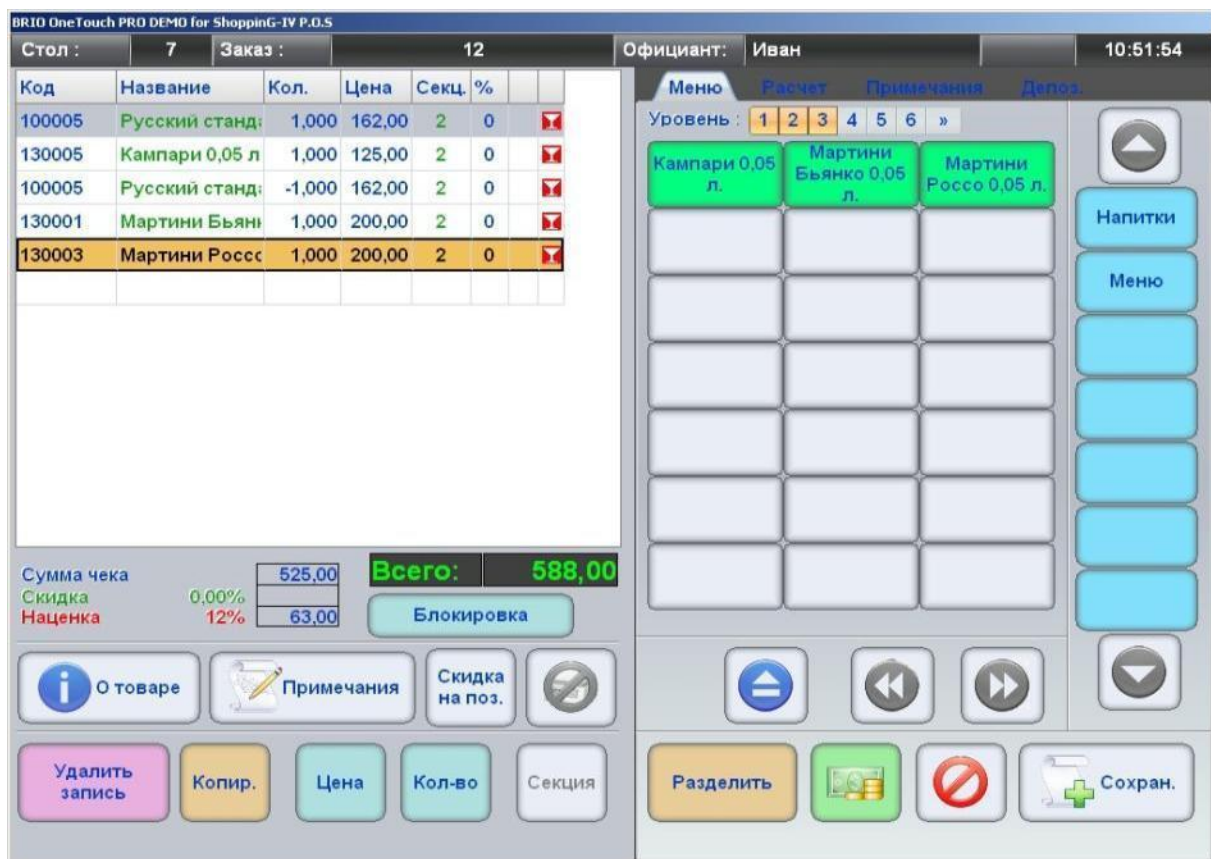 BRIO OneTouch PRO DEMO for ShoppinG-IV P.O.S
Стол : 7 Заказ : 12 Официант: Иван 10:51:54
Код Название Кол. Цена Секц. %
100005 Русский станда 1,000 162,00 2 0
130005 Кампари 0,05 л 1,000 125,00 2 0
100005 Русский станда -1,000 162,00 2 0
130001 Мартини Бьянк 1,000 200,00 2 0
130003 Мартини Россо 1,000 200,00 2 0
Сумма чека 525,00
Скидка 0,00%
Наценка 12% 63,00
Всего: 588,00
Блокировка
О товаре
Примечания
Скидка
на поз.
Удалить
запись
Копир.
Цена
Кол-во
Секция
Меню Расчет Примечания Депоз.
Уровень : 1 2 3 4 5 6 »
Кампари 0,05
л.
Мартини
Бьянко 0,05
л.
Мартини
Россо 0,05 л.
Напитки
Меню
Разделить
Сохран.